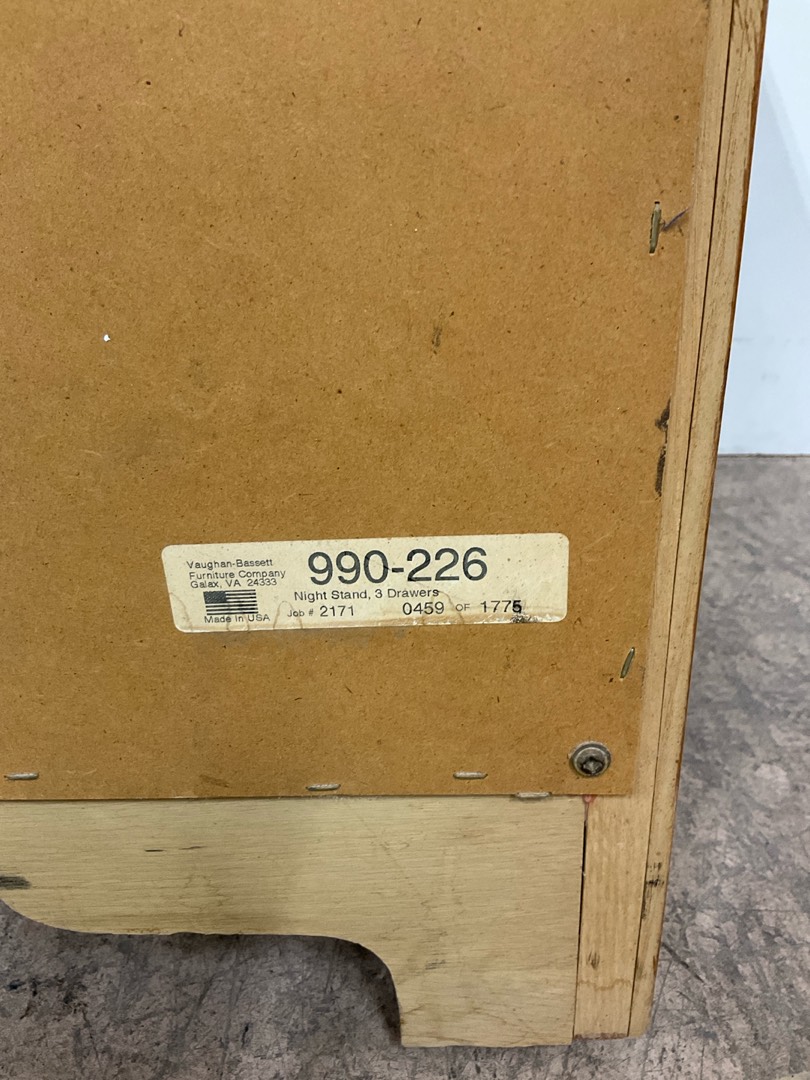 Vaughan-Bassett
Furniture Company
Galax, VA 24333
Made in USA
990-226
Night Stand, 3 Drawers
Job # 2171 0459 OF 1775